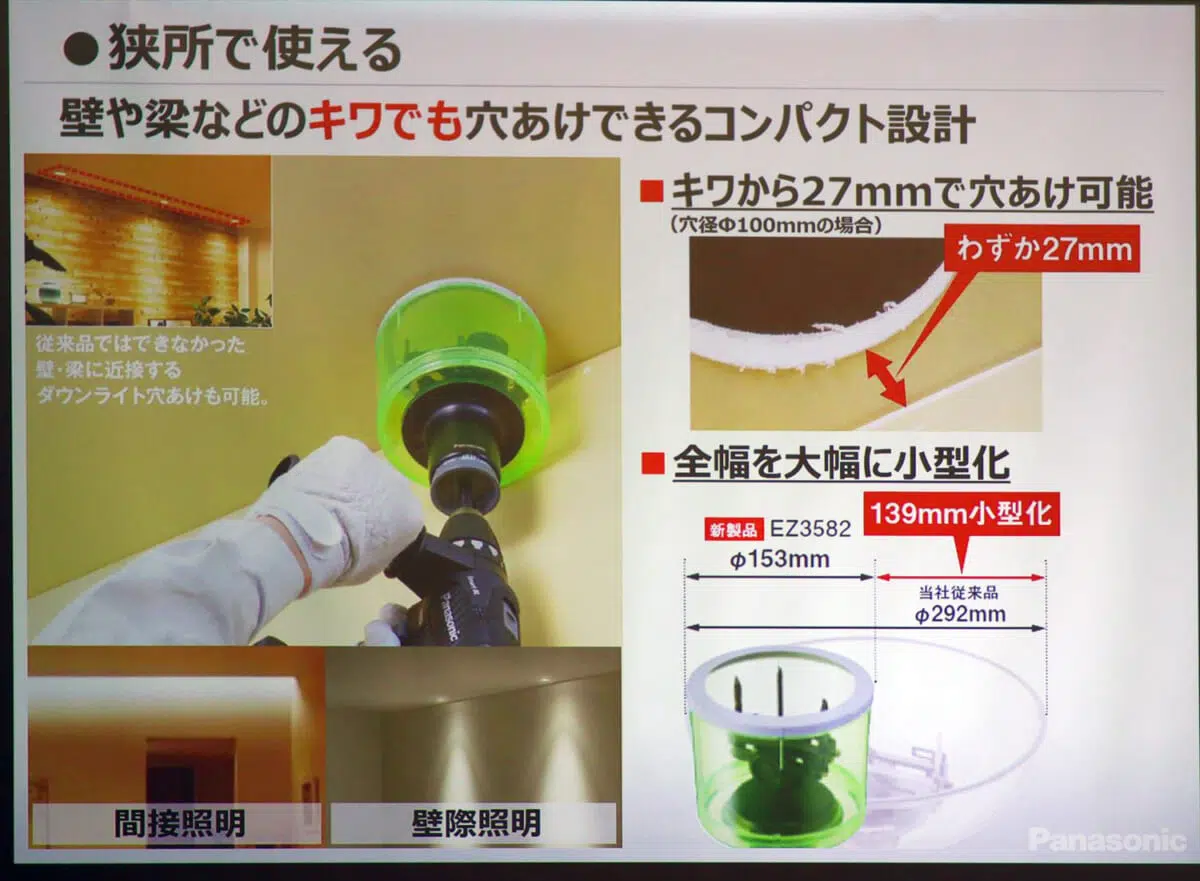 ●狭所で使える
壁や梁などのキワでも穴あけできるコンパクト設計
従来品ではできなかった
壁・梁に近接する
ダウンライト穴あけも可能。
Panasonic
間接照明
壁際照明
■キワから27mmで穴あけ可能
（穴径Φ100mmの場合）
わずか27mm
■全幅を大幅に小型化
139mm小型化
新製品 EZ3582
φ153mm
当社従来品
φ292mm
Panasonic